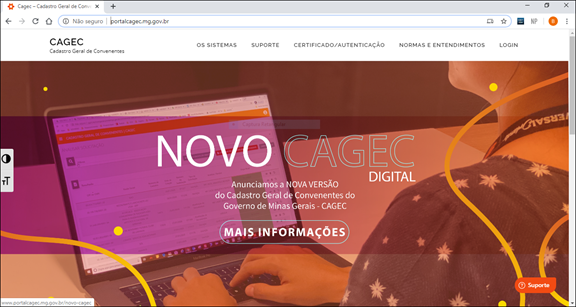 Cagec – Cadastro Geral de Conven
Não seguro
portalcagec.mg.gov.br
CAGEC
Cadastro Geral de Convenentes
OS SISTEMAS
SUPORTE
CERTIFICADO/AUTENTICAÇÃO
NORMAS E ENTENDIMENTOS
LOGIN
NOVO CAGEC
DIGITAL
Anunciamos a NOVA VERSÃO
do Cadastro Geral de Convenentes do
Governo de Minas Gerais - CAGEC
MAIS INFORMAÇÕES
Suporte
www.portalcagec.mg.gov.br/novo-cagec